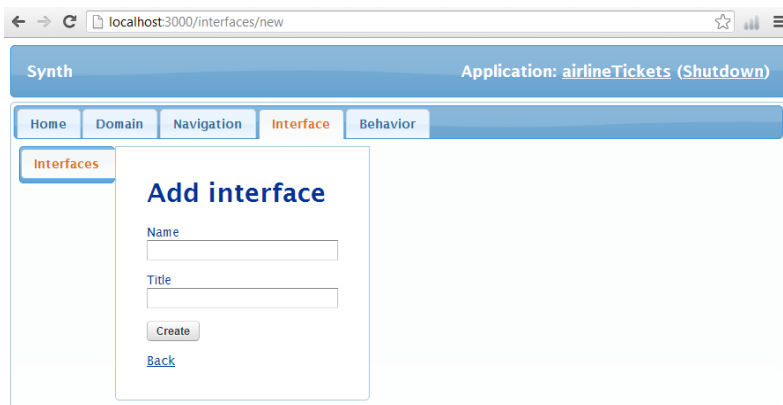 localhost:3000/interfaces/new
Synth Application: airlineTickets (Shutdown)
Home Domain Navigation Interface Behavior
Interfaces
Add interface
Name
Title
Create
Back